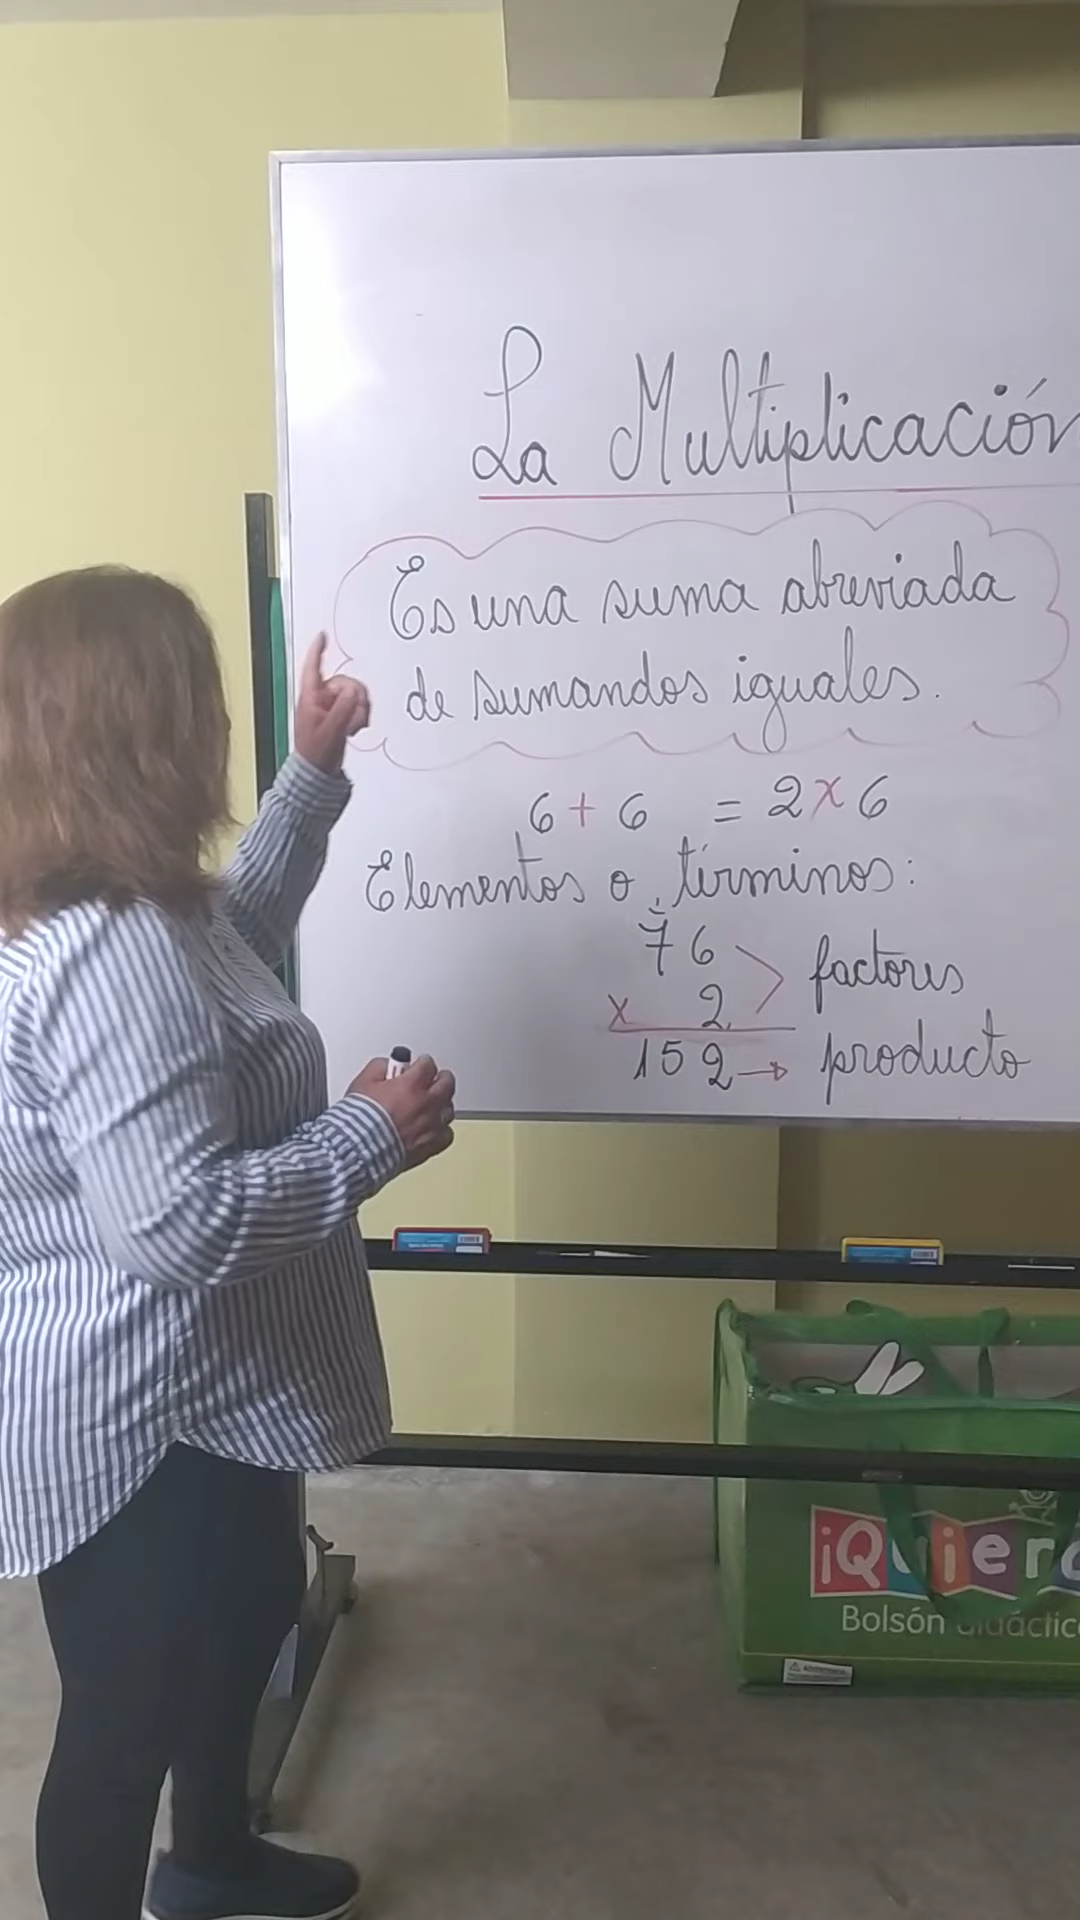 La Multiplicación
Es una suma abreviada
de sumandos iguales.
6 + 6 = 2 x 6
Elementos o términos:
76
x 2
factores
152 → producto
¡Quiero
Bolsón didáctico